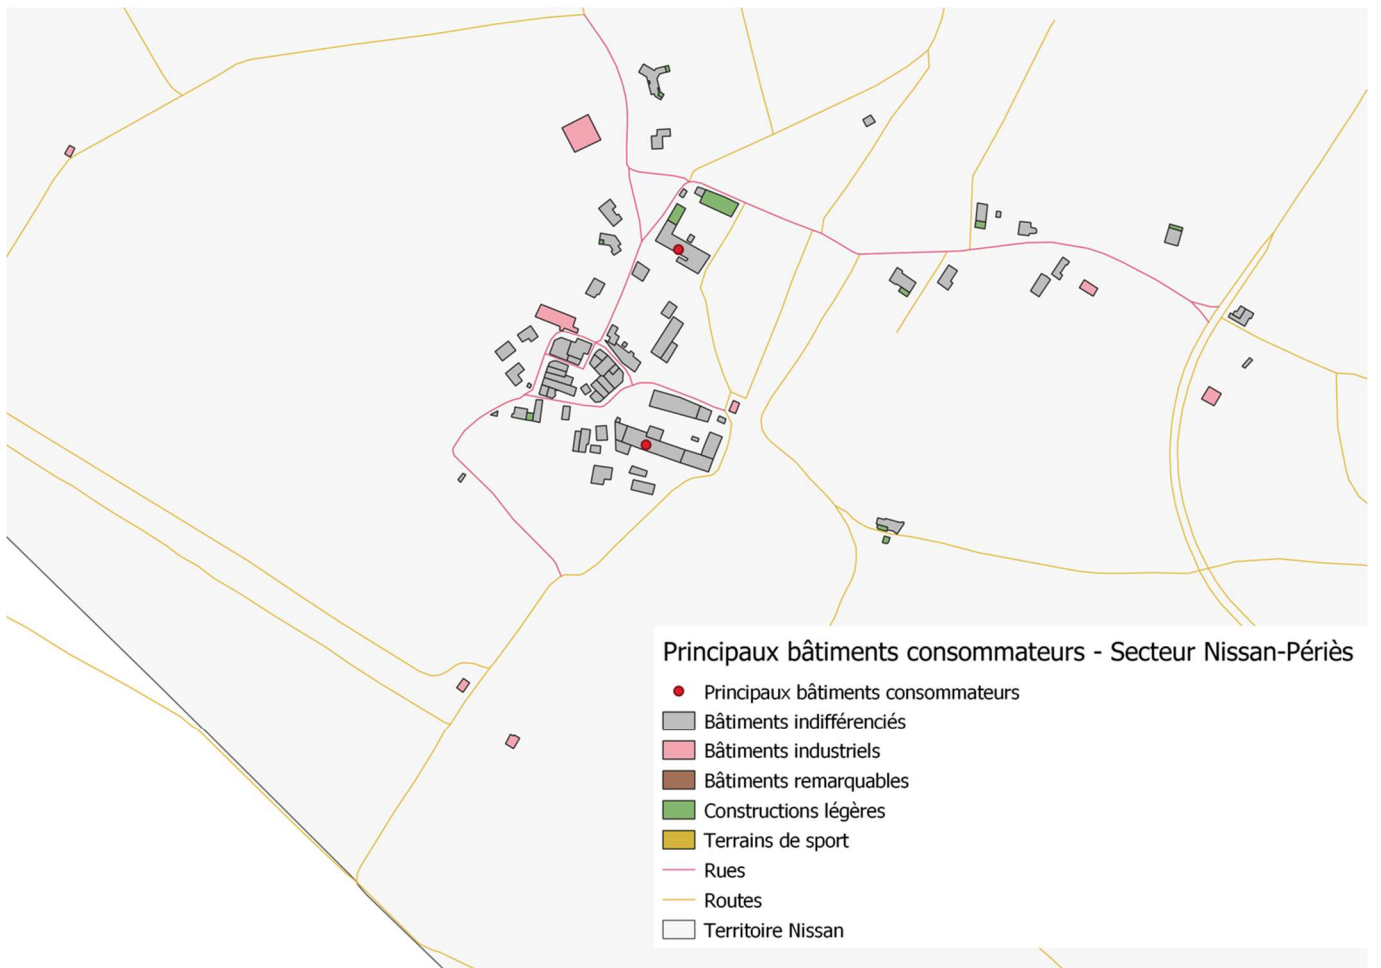 Principaux bâtiments consommateurs - Secteur Nissan-Périès
Principaux bâtiments consommateurs
Bâtiments indifférenciés
Bâtiments industriels
Bâtiments remarquables
Constructions légères
Terrains de sport
Rues
Routes
Territoire Nissan